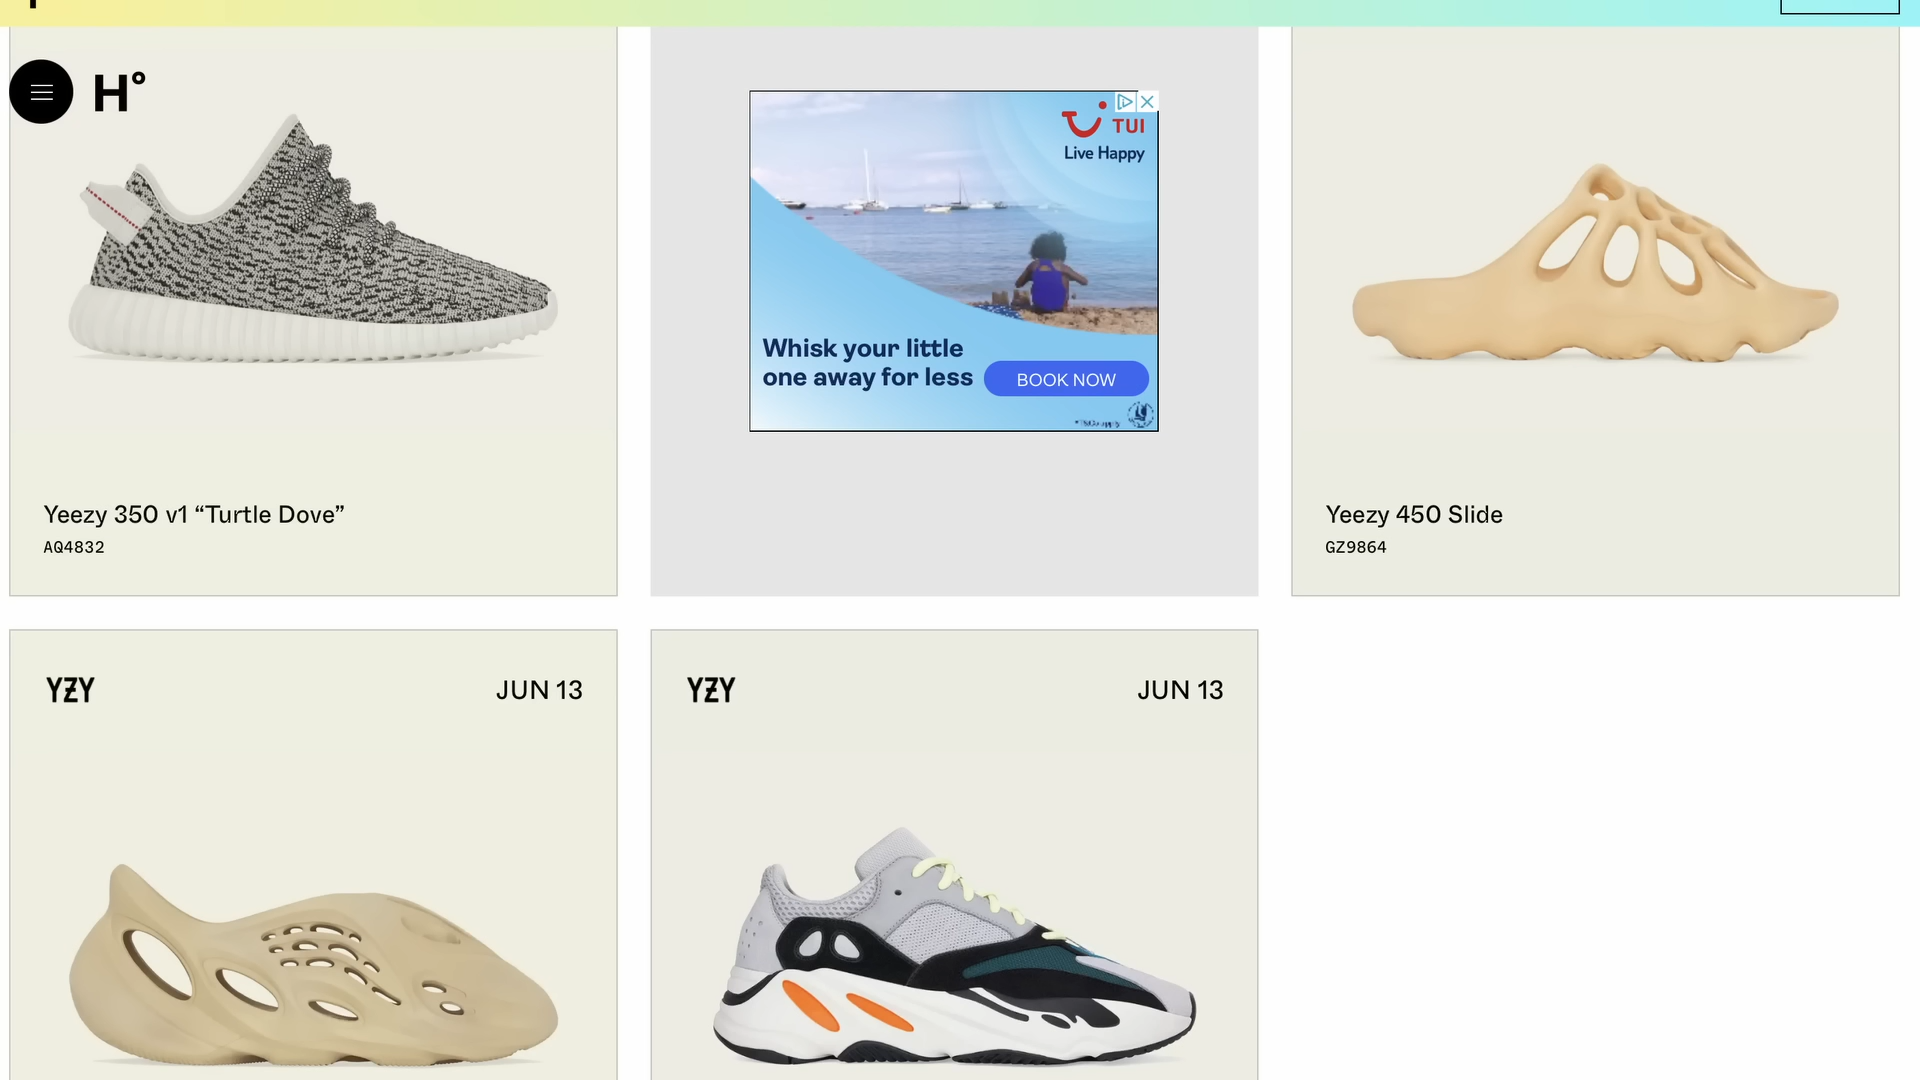 H°
TUI
Live Happy
Whisk your little
one away for less
BOOK NOW
Yeezy 350 v1 “Turtle Dove”
AQ4832
Yeezy 450 Slide
GZ9864
YZY
JUN 13
YZY
JUN 13